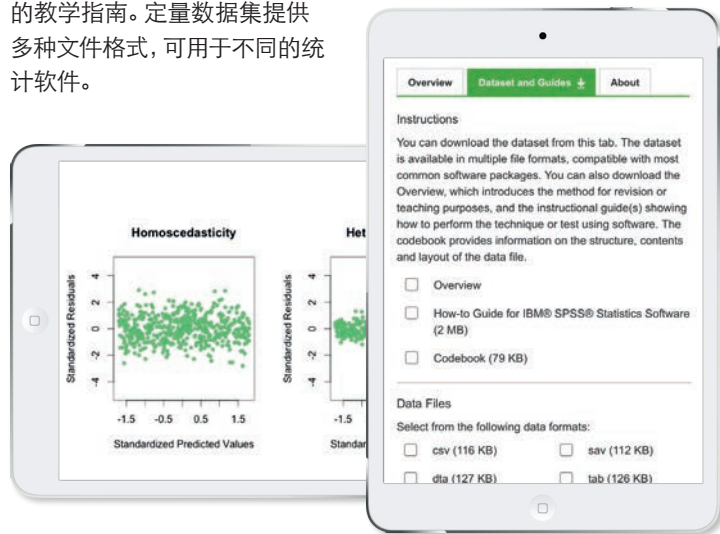 的教学指南。定量数据集提供
多种文件格式，可用于不同的统
计软件。
Homoscedasticity
Standardized Residuals
4
2
0
-2
-4
-1.5 -0.5 0.5 1.5
Standardized Predicted Values
Het
Standardized Residuals
4
2
0
-2
-4
-1.5
Standar
Overview Dataset and Guides About
Instructions
You can download the dataset from this tab. The dataset
is available in multiple file formats, compatible with most
common software packages. You can also download the
Overview, which introduces the method for revision or
teaching purposes, and the instructional guide(s) showing
how to perform the technique or test using software. The
codebook provides information on the structure, contents
and layout of the data file.
Overview
How-to Guide for IBM® SPSS® Statistics Software
(2 MB)
Codebook (79 KB)
Data Files
Select from the following data formats:
csv (116 KB) sav (112 KB)
dta (127 KB) tab (126 KB)